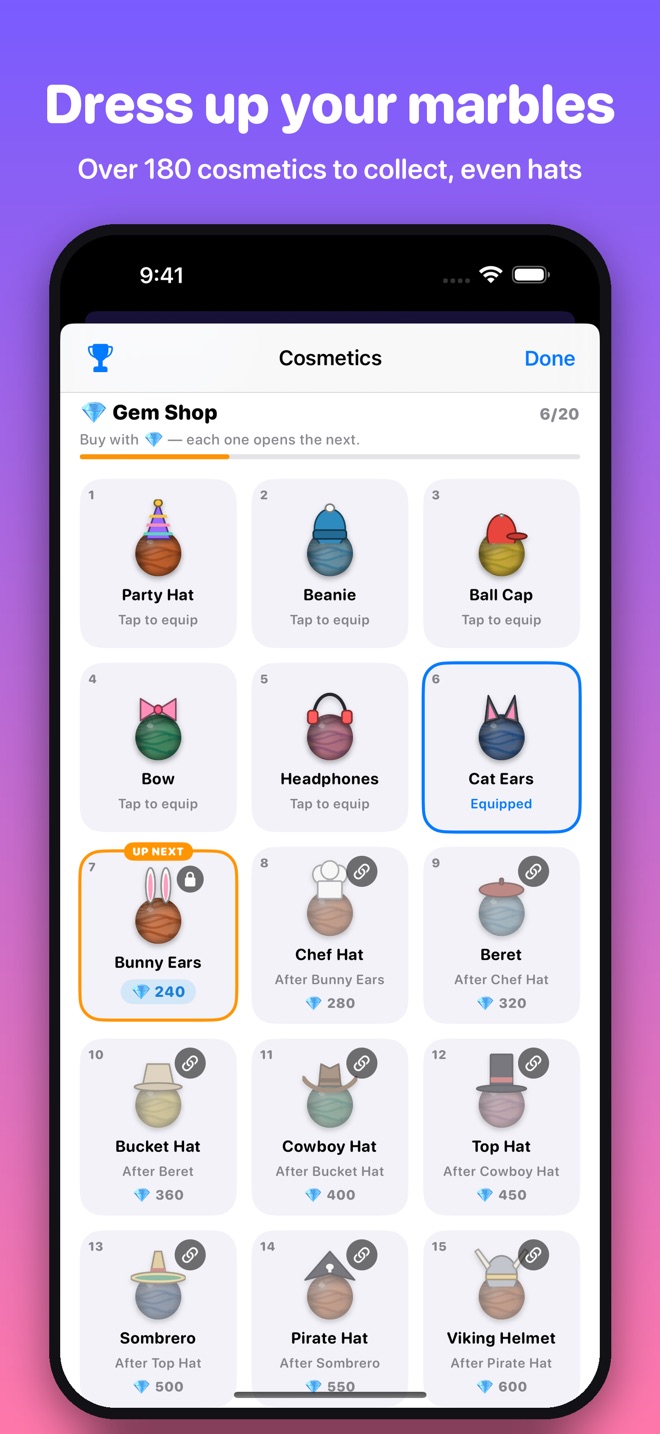 Dress up your marbles
Over 180 cosmetics to collect, even hats
9:41
Cosmetics
Done
Gem Shop
6/20
Buy with 💎 — each one opens the next.
1
2
3
Party Hat
Beanie
Ball Cap
Tap to equip
Tap to equip
Tap to equip
4
5
6
Bow
Headphones
Cat Ears
Tap to equip
Tap to equip
Equipped
UP NEXT
7
8
9
Bunny Ears
Chef Hat
Beret
After Bunny Ears
After Chef Hat
240
280
320
10
11
12
Bucket Hat
Cowboy Hat
Top Hat
After Beret
After Bucket Hat
After Cowboy Hat
360
400
450
13
14
15
Sombrero
Pirate Hat
Viking Helmet
After Top Hat
After Sombrero
After Pirate Hat
500
550
600